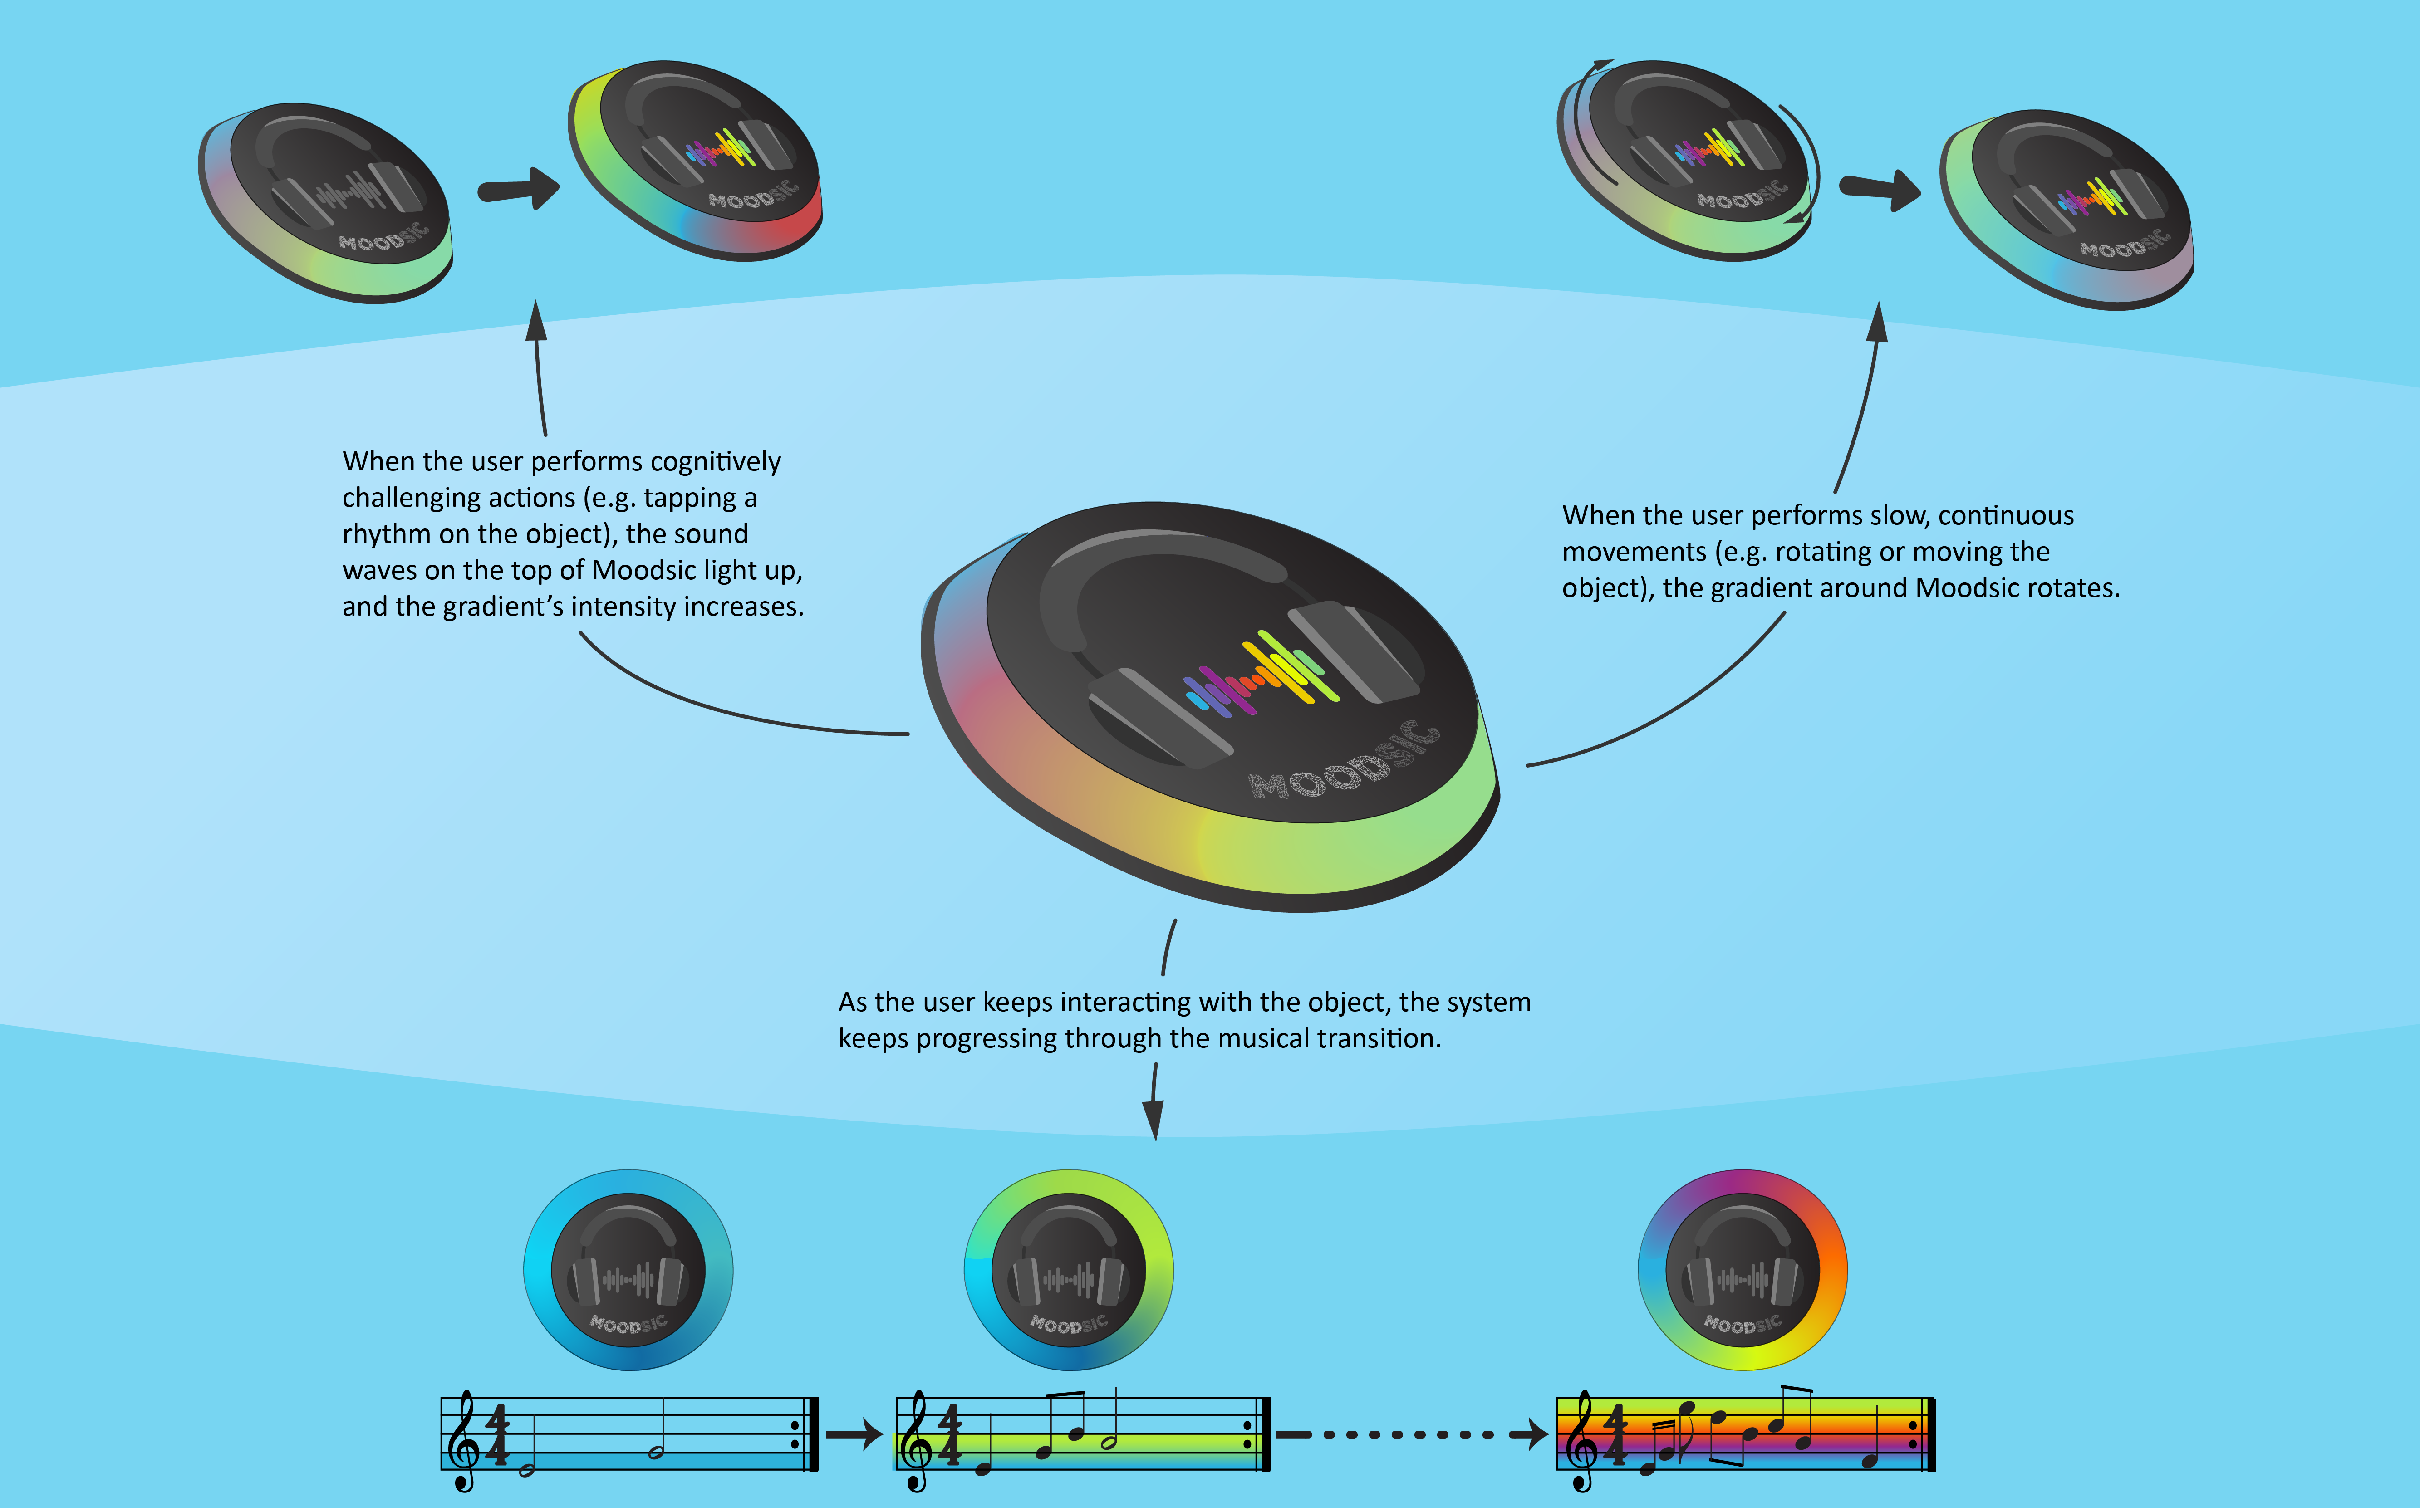 MOODSIC
MOODSIC
MOODSIC
MOODSIC
When the user performs cognitively
challenging actions (e.g. tapping a
rhythm on the object), the sound
waves on the top of Moodsic light up,
and the gradient's intensity increases.
When the user performs slow, continuous
movements (e.g. rotating or moving the
object), the gradient around Moodsic rotates.
MOODSIC
As the user keeps interacting with the object, the system
keeps progressing through the musical transition.
MOODSIC
MOODSIC
MOODSIC
4
4
4
4
4
4